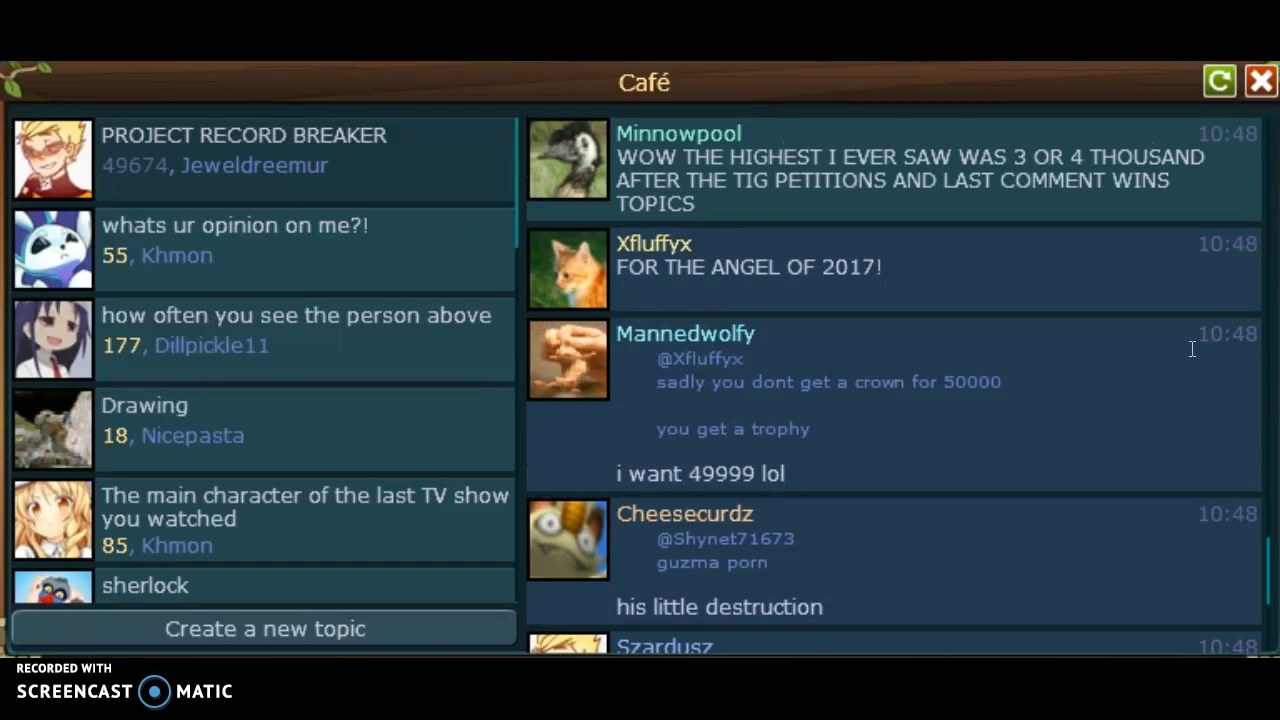 Café
PROJECT RECORD BREAKER
49674, Jeweldreemur
whats ur opinion on me?!
55, Khmon
how often you see the person above
177, Dillpickle11
Drawing
18, Nicepasta
The main character of the last TV show
you watched
85, Khmon
sherlock
Create a new topic
Minnowpool 10:48
WOW THE HIGHEST I EVER SAW WAS 3 OR 4 THOUSAND
AFTER THE TIG PETITIONS AND LAST COMMENT WINS
TOPICS
Xfluffyx 10:48
FOR THE ANGEL OF 2017!
Mannedwolfy 10:48
@Xfluffyx
sadly you dont get a crown for 50000
you get a trophy
i want 49999 lol
Cheesecurdz 10:48
@Shynet71673
guzma porn
his little destruction
Szardusz 10:48
RECORDED WITH
SCREENCAST MATIC